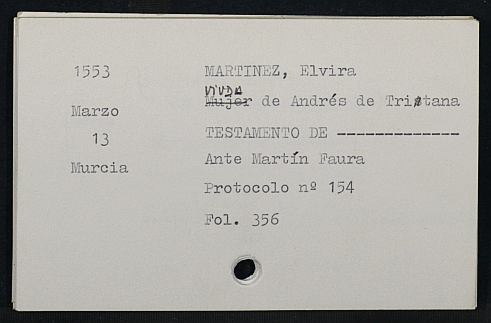 1553
Marzo
13
Murcia
MARTINEZ, Elvira
VIUDA
Mujer de Andrés de Tristana
TESTAMENTO DE -------------
Ante Martín Faura
Protocolo nº 154
Fol. 356